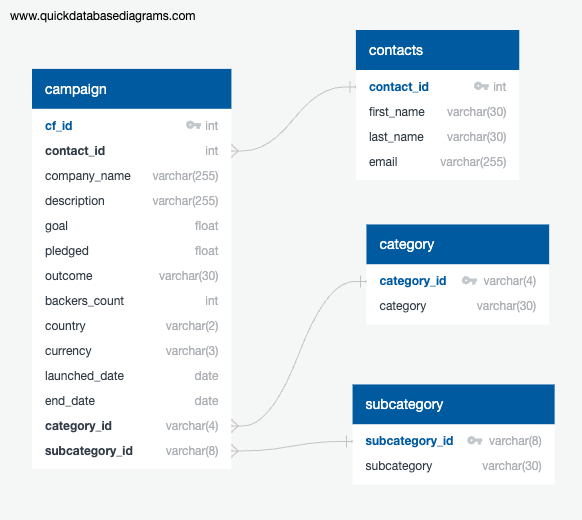 www.quickdatabasediagrams.com
campaign
cf_id int
contact_id int
company_name varchar(255)
description varchar(255)
goal float
pledged float
outcome varchar(30)
backers_count int
country varchar(2)
currency varchar(3)
launched_date date
end_date date
category_id varchar(4)
subcategory_id varchar(8)
contacts
contact_id int
first_name varchar(30)
last_name varchar(30)
email varchar(255)
category
category_id varchar(4)
category varchar(30)
subcategory
subcategory_id varchar(8)
subcategory varchar(30)